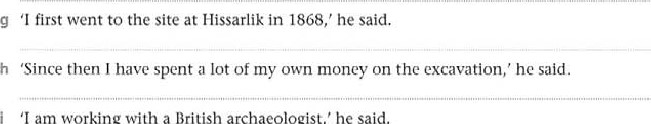 g 'I first went to the site at Hissarlik in 1868,' he said.
h 'Since then I have spent a lot of my own money on the excavation,' he said.
i 'I am working with a British archaeologist,' he said.